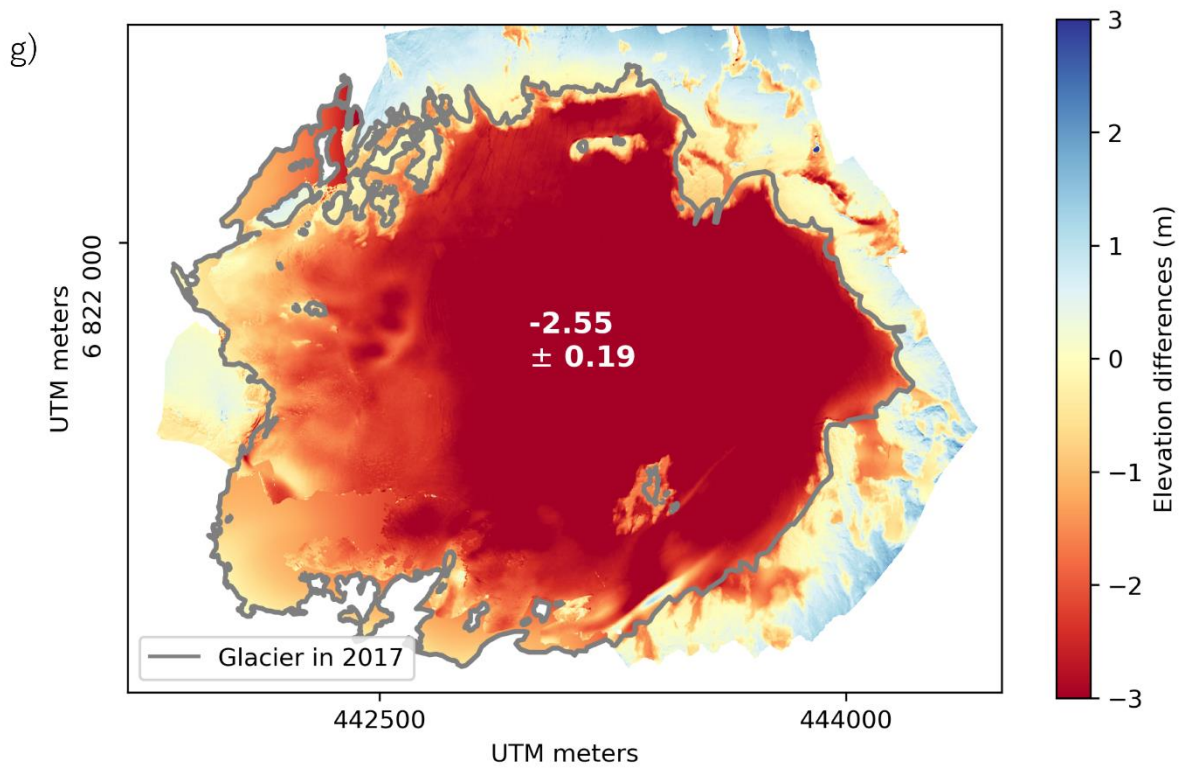 g)
UTM meters
6 822 000
-2.55
± 0.19
Glacier in 2017
442500
444000
UTM meters
3
2
1
0
−1
−2
−3
Elevation differences (m)